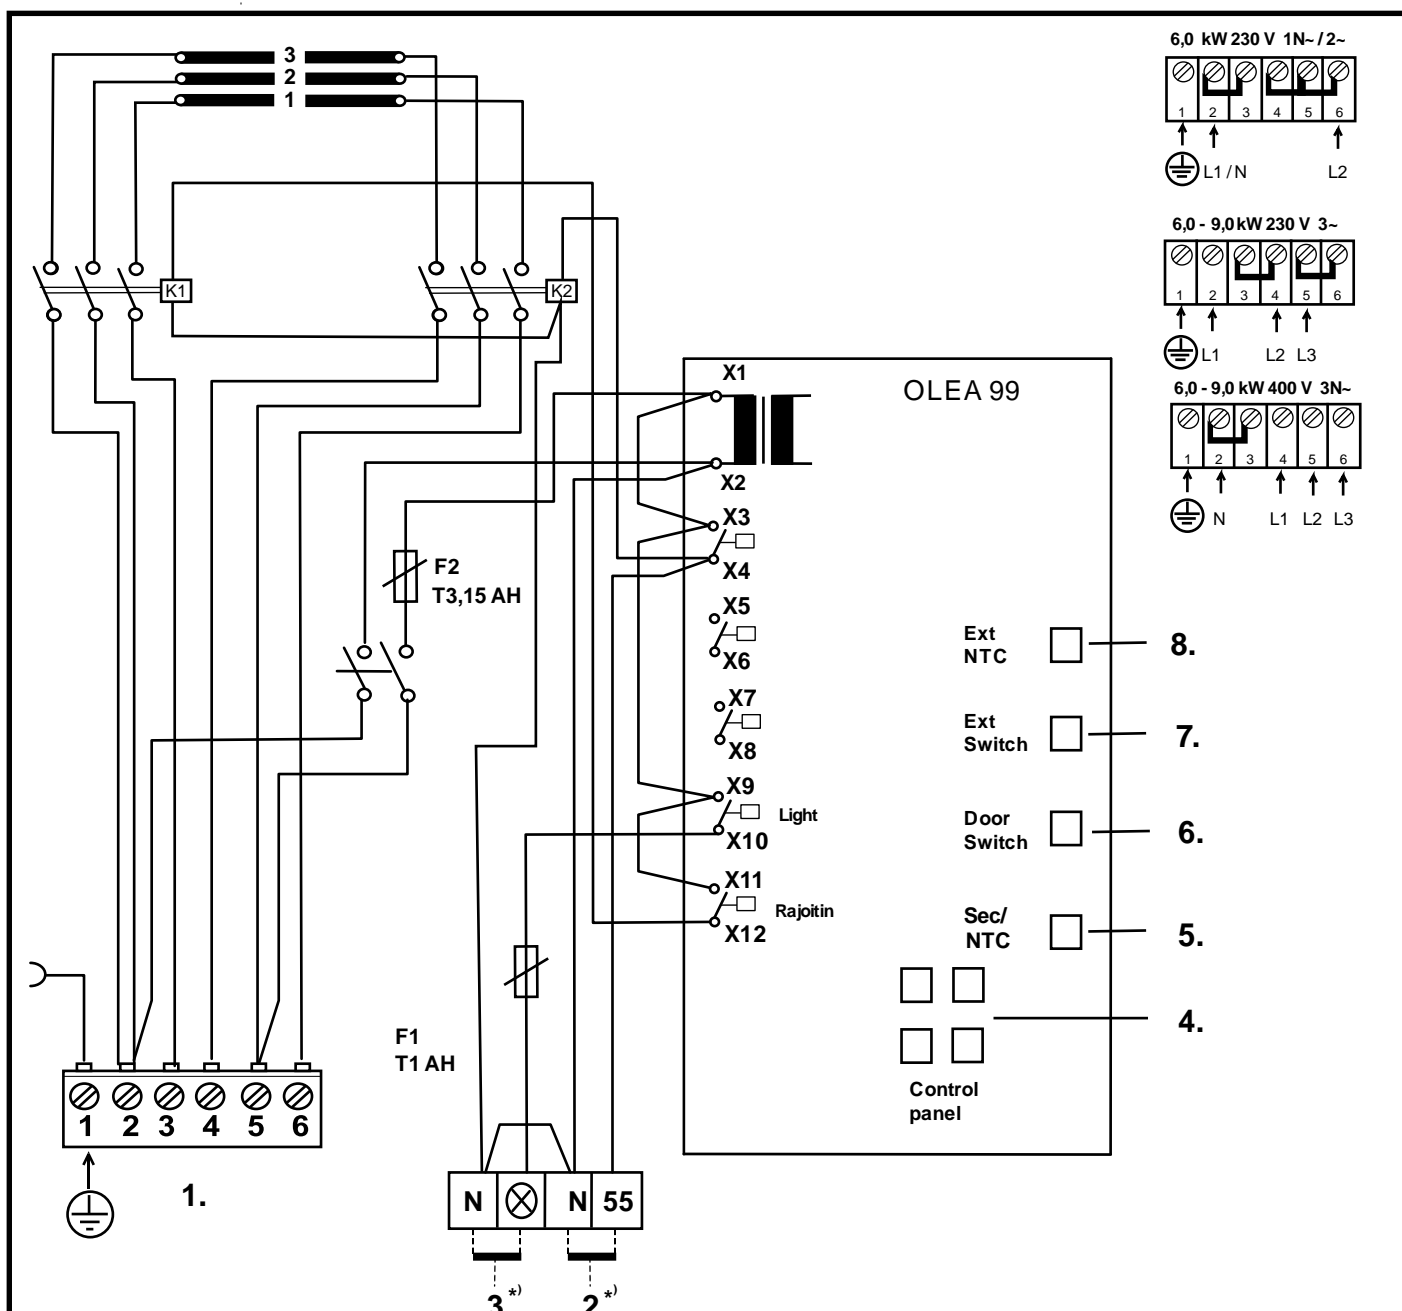 3
2
1
K1
K2
6,0 kW 230 V 1N~ / 2~
1 2 3 4 5 6
L1 / N L2
6,0 - 9,0 kW 230 V 3~
1 2 3 4 5 6
L1 L2 L3
6,0 - 9,0 kW 400 V 3N~
1 2 3 4 5 6
N L1 L2 L3
OLEA 99
X1
X2
X3
X4
X5
X6
X7
X8
X9
Light
X10
X11
Rajoitin
X12
F2
T3,15 AH
Ext
NTC
8.
Ext
Switch
7.
Door
Switch
6.
Sec/
NTC
5.
4.
Control
panel
F1
T1 AH
1 2 3 4 5 6
1.
N N 55
3 *) 2 *)